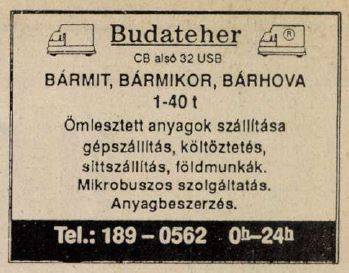 Budateher
®
CB alsó 32 USB
BÁRMIT, BÁRMIKOR, BÁRHOVA
1-40 t
Ömlesztett anyagok szállítása
gépszállítás, költöztetés,
sittszállítás, földmunkák.
Mikrobuszos szolgáltatás.
Anyagbeszerzés.
Tel.: 189 – 0562 0h–24h